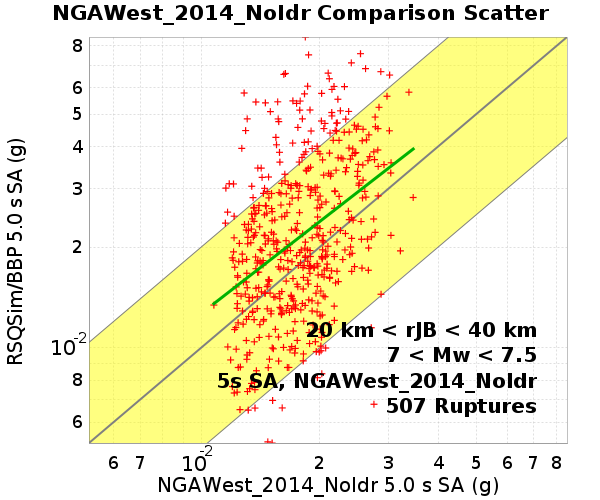 NGAWest_2014_NoIdr Comparison Scatter
RSQSim/BBP 5.0 s SA (g)
8
6
5
4
3
2
10-2
8
6
20 km < rJB < 40 km
7 < Mw < 7.5
5s SA, NGAWest_2014_NoIdr
507 Ruptures
6 7 10-2 2 3 4 5 6 7 8
NGAWest_2014_NoIdr 5.0 s SA (g)